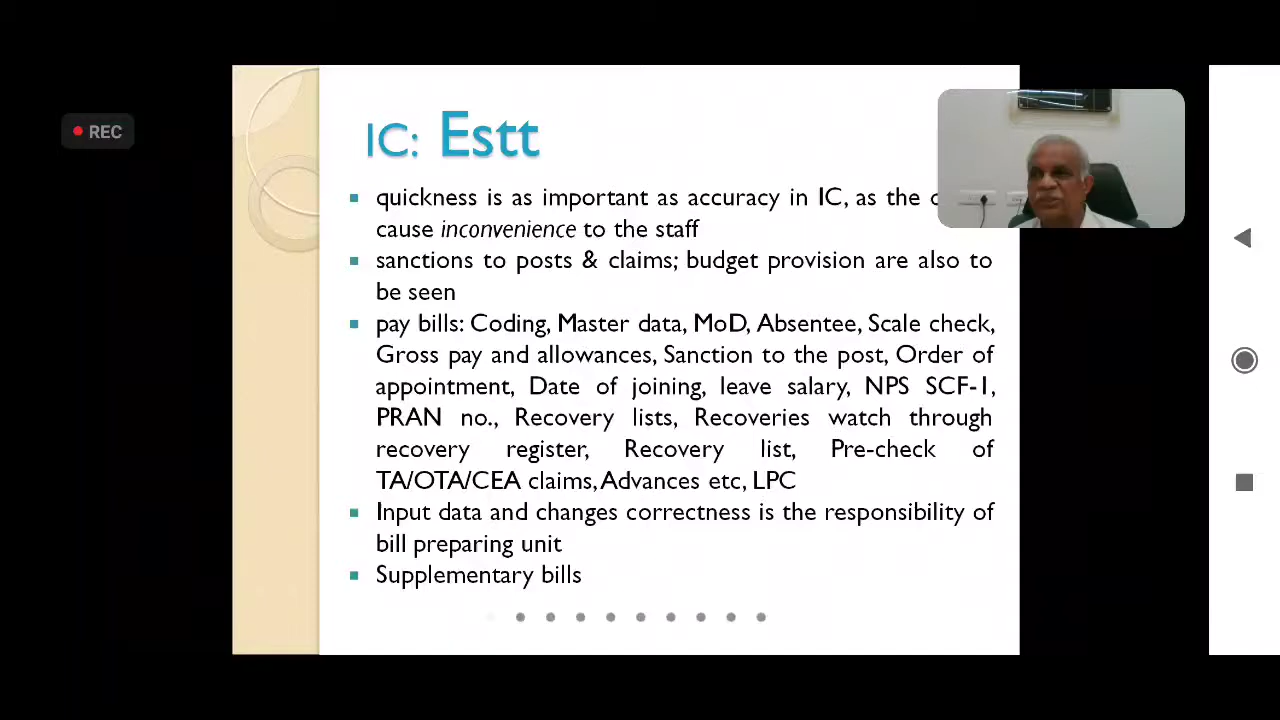 REC
IC: Estt
quickness is as important as accuracy in IC, as the
cause inconvenience to the staff
sanctions to posts & claims; budget provision are also to
be seen
pay bills: Coding, Master data, MoD, Absentee, Scale check,
Gross pay and allowances, Sanction to the post, Order of
appointment, Date of joining, leave salary, NPS SCF-1,
PRAN no., Recovery lists, Recoveries watch through
recovery register, Recovery list, Pre-check of
TA/OTA/CEA claims, Advances etc, LPC
Input data and changes correctness is the responsibility of
bill preparing unit
Supplementary bills